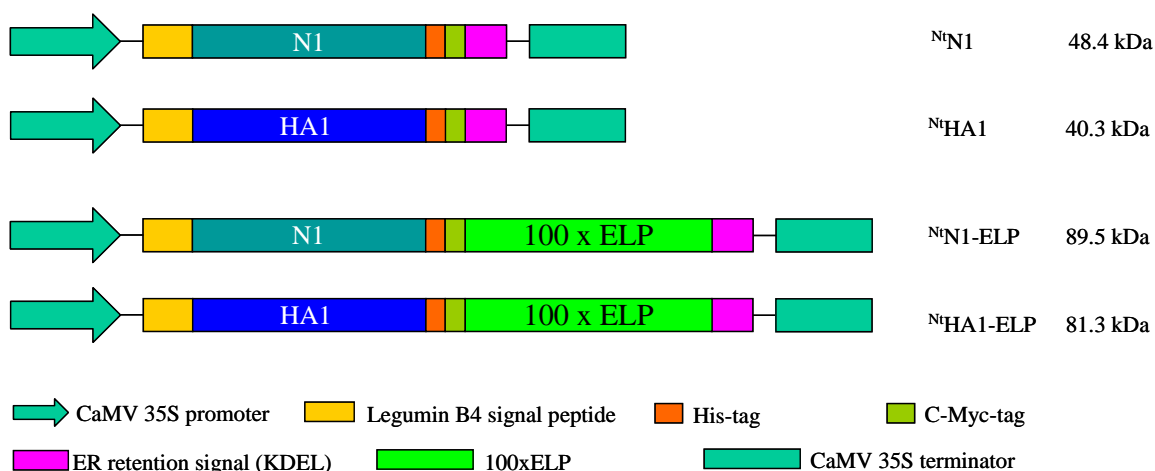 N1 NtN1 48.4 kDa
HA1 NtHA1 40.3 kDa
N1 100 x ELP NtN1-ELP 89.5 kDa
HA1 100 x ELP NtHA1-ELP 81.3 kDa
CaMV 35S promoter Legumin B4 signal peptide His-tag C-Myc-tag
ER retention signal (KDEL) 100xELP CaMV 35S terminator